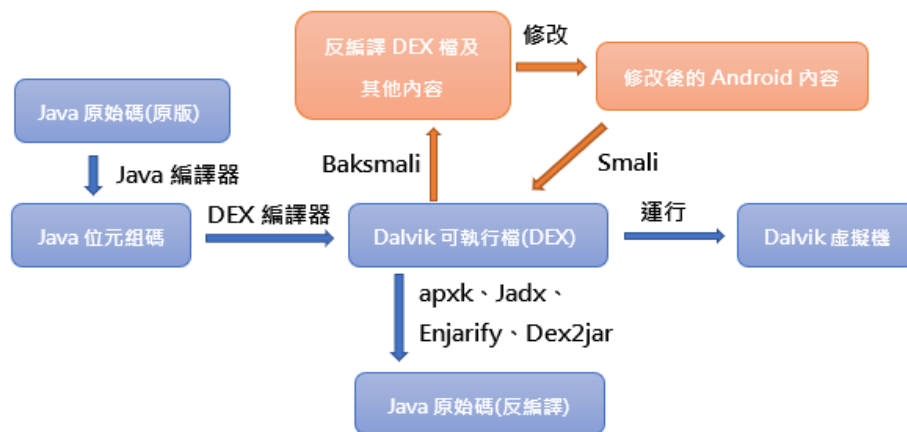 反編譯 DEX 檔及
其他內容
修改
修改後的 Android 內容
Java 原始碼(原版)
Java 編譯器
Baksmali
Smali
Java 位元組碼
DEX 編譯器
Dalvik 可執行檔(DEX)
運行
Dalvik 虛擬機
apxk、Jadx、
Enjarify、Dex2jar
Java 原始碼(反編譯)